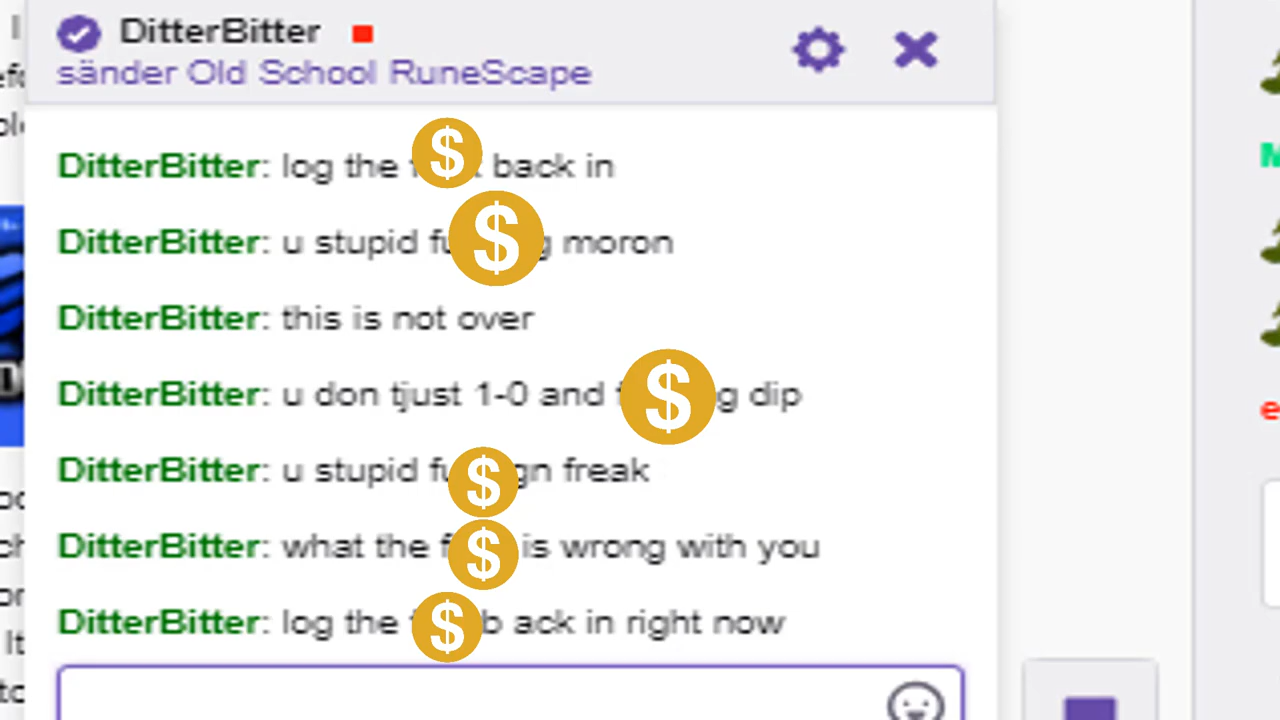 DitterBitter
sänder Old School RuneScape
DitterBitter: log the back in
DitterBitter: u stupid moron
DitterBitter: this is not over
DitterBitter: u don tjust 1-0 and dip
DitterBitter: u stupid freak
DitterBitter: what the is wrong with you
DitterBitter: log the b ack in right now